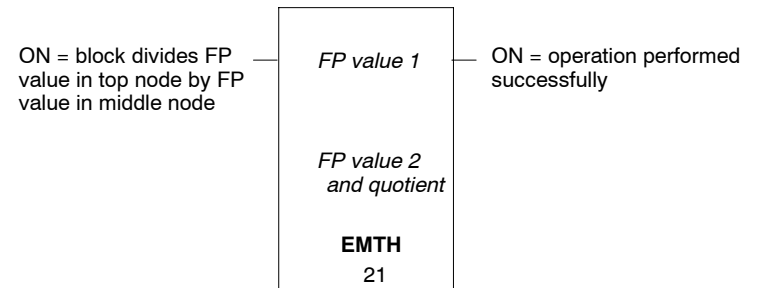 ON = block divides FP
value in top node by FP
value in middle node
FP value 1
ON = operation performed
successfully
FP value 2
and quotient
EMTH
21